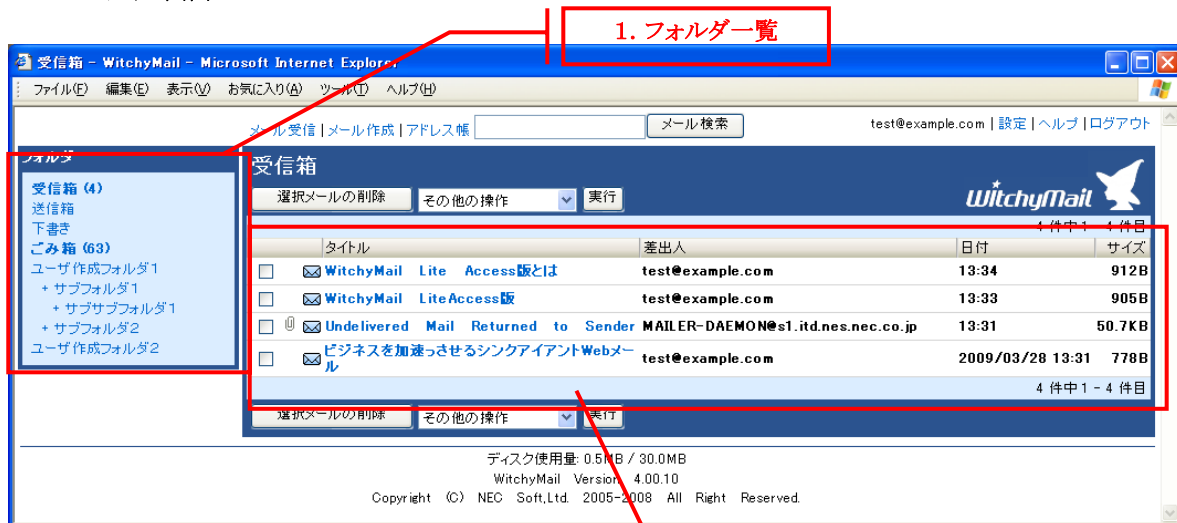 1. フォルダ一覧
受信箱 - WitchyMail - Microsoft Internet Explorer
ファイル(F) 編集(E) 表示(V) お気に入り(A) ツール(T) ヘルプ(H)
メール受信 | メール作成 | アドレス帳 メール検索 test@example.com | 設定 | ヘルプ | ログアウト
フォルダ
受信箱 (4)
送信箱
下書き
ごみ箱 (63)
ユーザ作成フォルダ1
+ サブフォルダ1
+ サブサブフォルダ1
+ サブフォルダ2
ユーザ作成フォルダ2
受信箱
選択メールの削除 その他の操作 実行
WitchyMail
4 件中 1 - 4 件目
タイトル 差出人 日付 サイズ
WitchyMail Lite Access版とは test@example.com 13:34 912B
WitchyMail LiteAccess版 test@example.com 13:33 905B
Undelivered Mail Returned to Sender MAILER-DAEMON@s1.itd.nes.nec.co.jp 13:31 50.7KB
ビジネスを加速っさせるシンクアイアントWebメー
ル test@example.com 2009/03/28 13:31 778B
4 件中 1 - 4 件目
選択メールの削除 その他の操作 実行
ディスク使用量: 0.5MB / 30.0MB
WitchyMail Version 4.00.10
Copyright (C) NEC Soft,Ltd. 2005-2008 All Right Reserved.